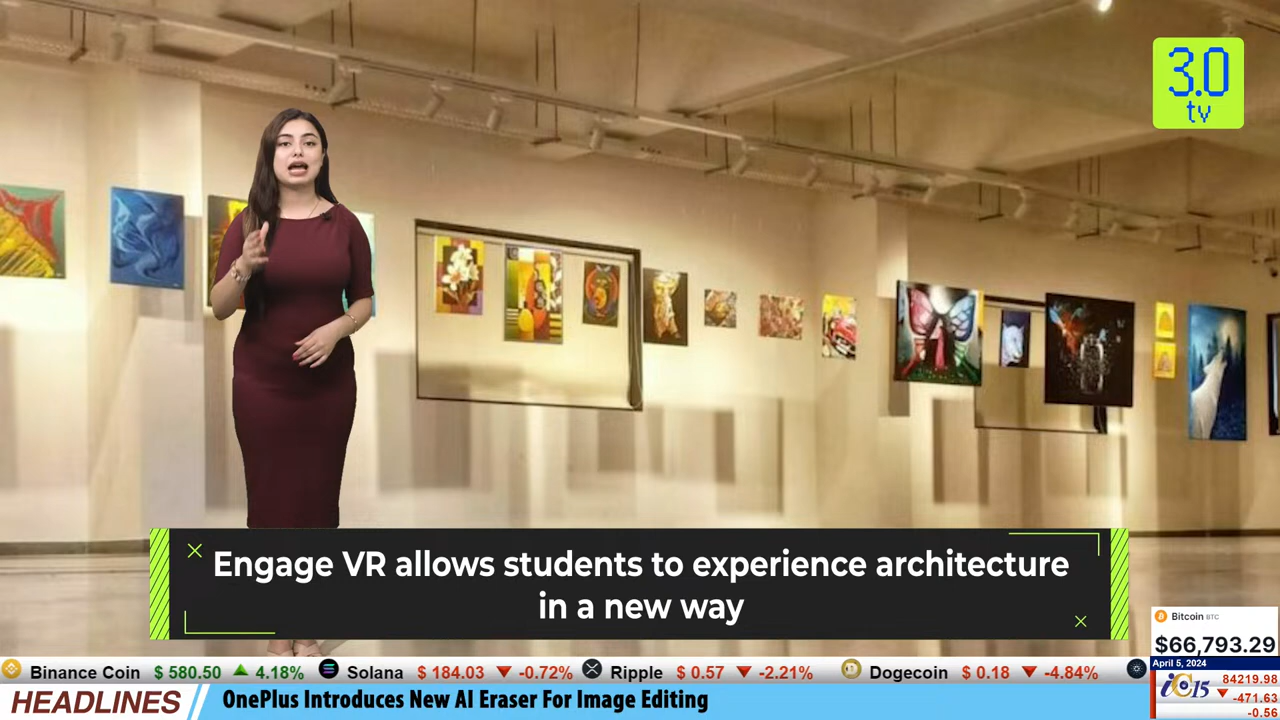 3.0
tv
Engage VR allows students to experience architecture
in a new way
Bitcoin BTC
$66,793.29
Binance Coin $ 580.50 4.18% Solana $ 184.03 -0.72% Ripple $ 0.57 -2.21% Dogecoin $ 0.18 -4.84%
April 5, 2024
iC15 84219.98
-471.63
-0.56
HEADLINES OnePlus Introduces New AI Eraser For Image Editing